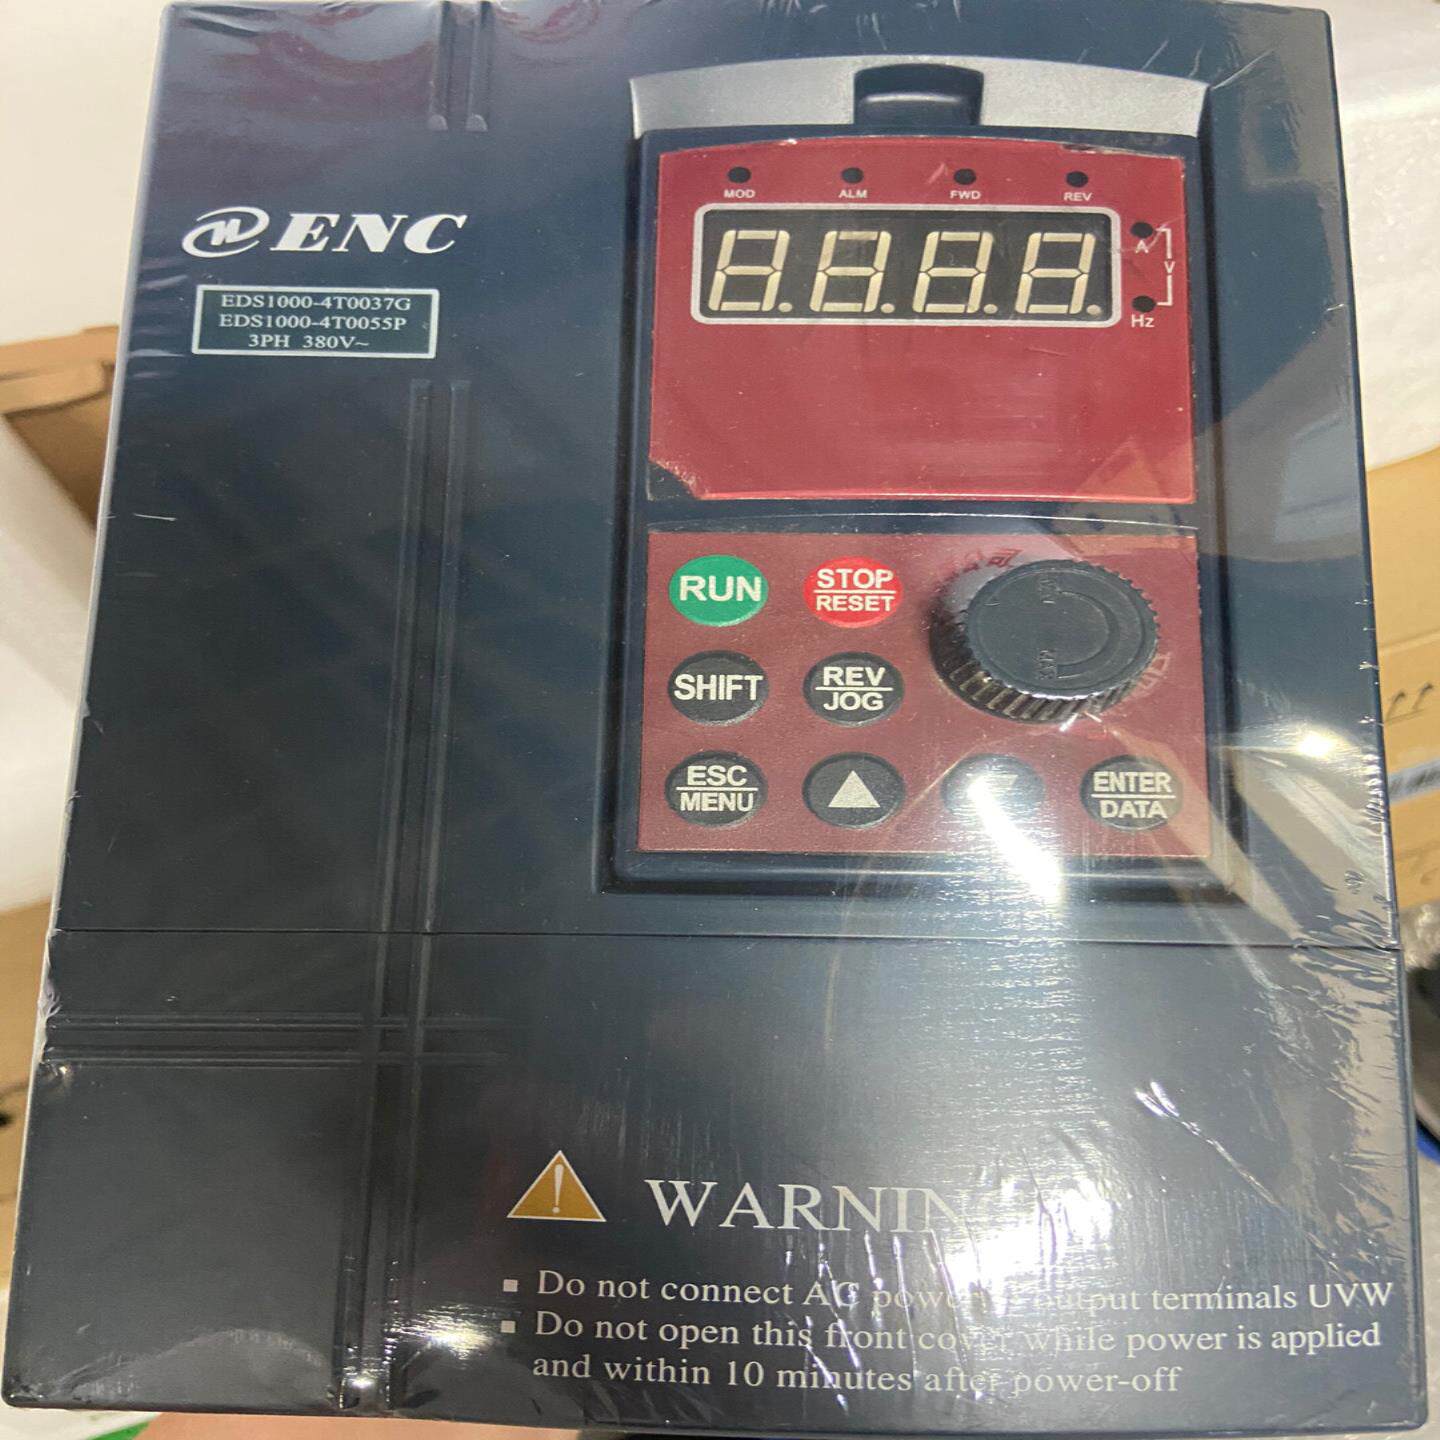 ENC
EDS1000-4T0037G
EDS1000-4T0055P
3PH 380V~
MOD ALM FWD REV
A
V
Hz
RUN
STOP
RESET
SHIFT
REV
JOG
ESC
MENU
ENTER
DATA
WARNIN
Do not connect AC power output terminals UVW
Do not open this front cover while power is applied
and within 10 minutes after power-off